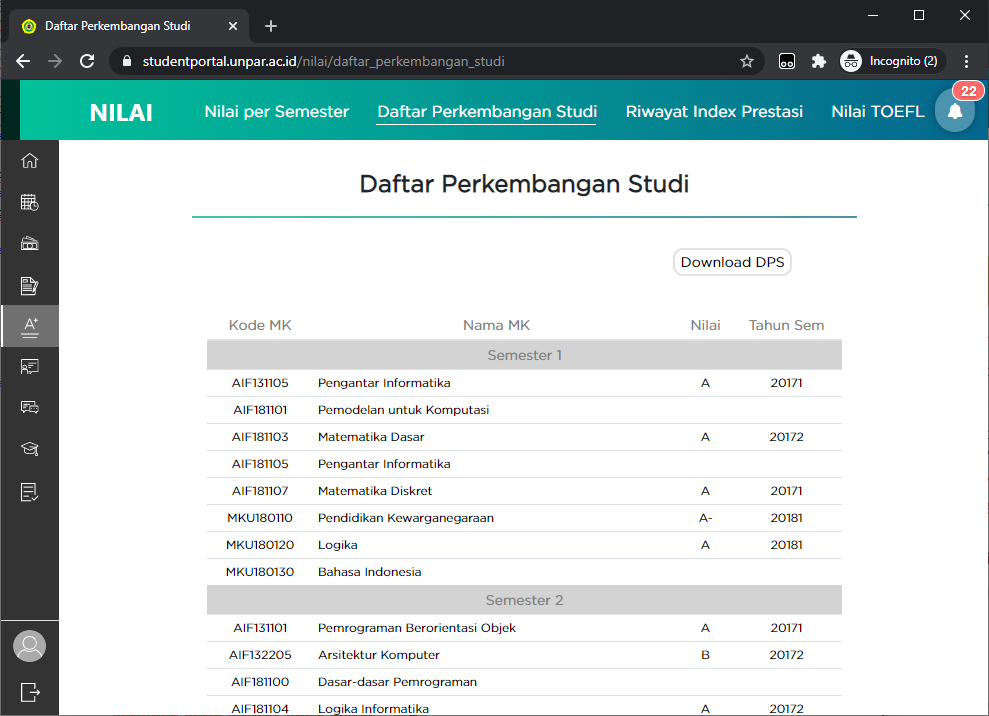 Daftar Perkembangan Studi
studentportal.unpar.ac.id/nilai/daftar_perkembangan_studi
Incognito (2)
NILAI Nilai per Semester Daftar Perkembangan Studi Riwayat Index Prestasi Nilai TOEFL 22
A+
Daftar Perkembangan Studi
Download DPS
Kode MK Nama MK Nilai Tahun Sem
Semester 1
AIF131105 Pengantar Informatika A 20171
AIF181101 Pemodelan untuk Komputasi
AIF181103 Matematika Dasar A 20172
AIF181105 Pengantar Informatika
AIF181107 Matematika Diskret A 20171
MKU180110 Pendidikan Kewarganegaraan A- 20181
MKU180120 Logika A 20181
MKU180130 Bahasa Indonesia
Semester 2
AIF131101 Pemrograman Berorientasi Objek A 20171
AIF132205 Arsitektur Komputer B 20172
AIF181100 Dasar-dasar Pemrograman
AIF181104 Logika Informatika A 20172